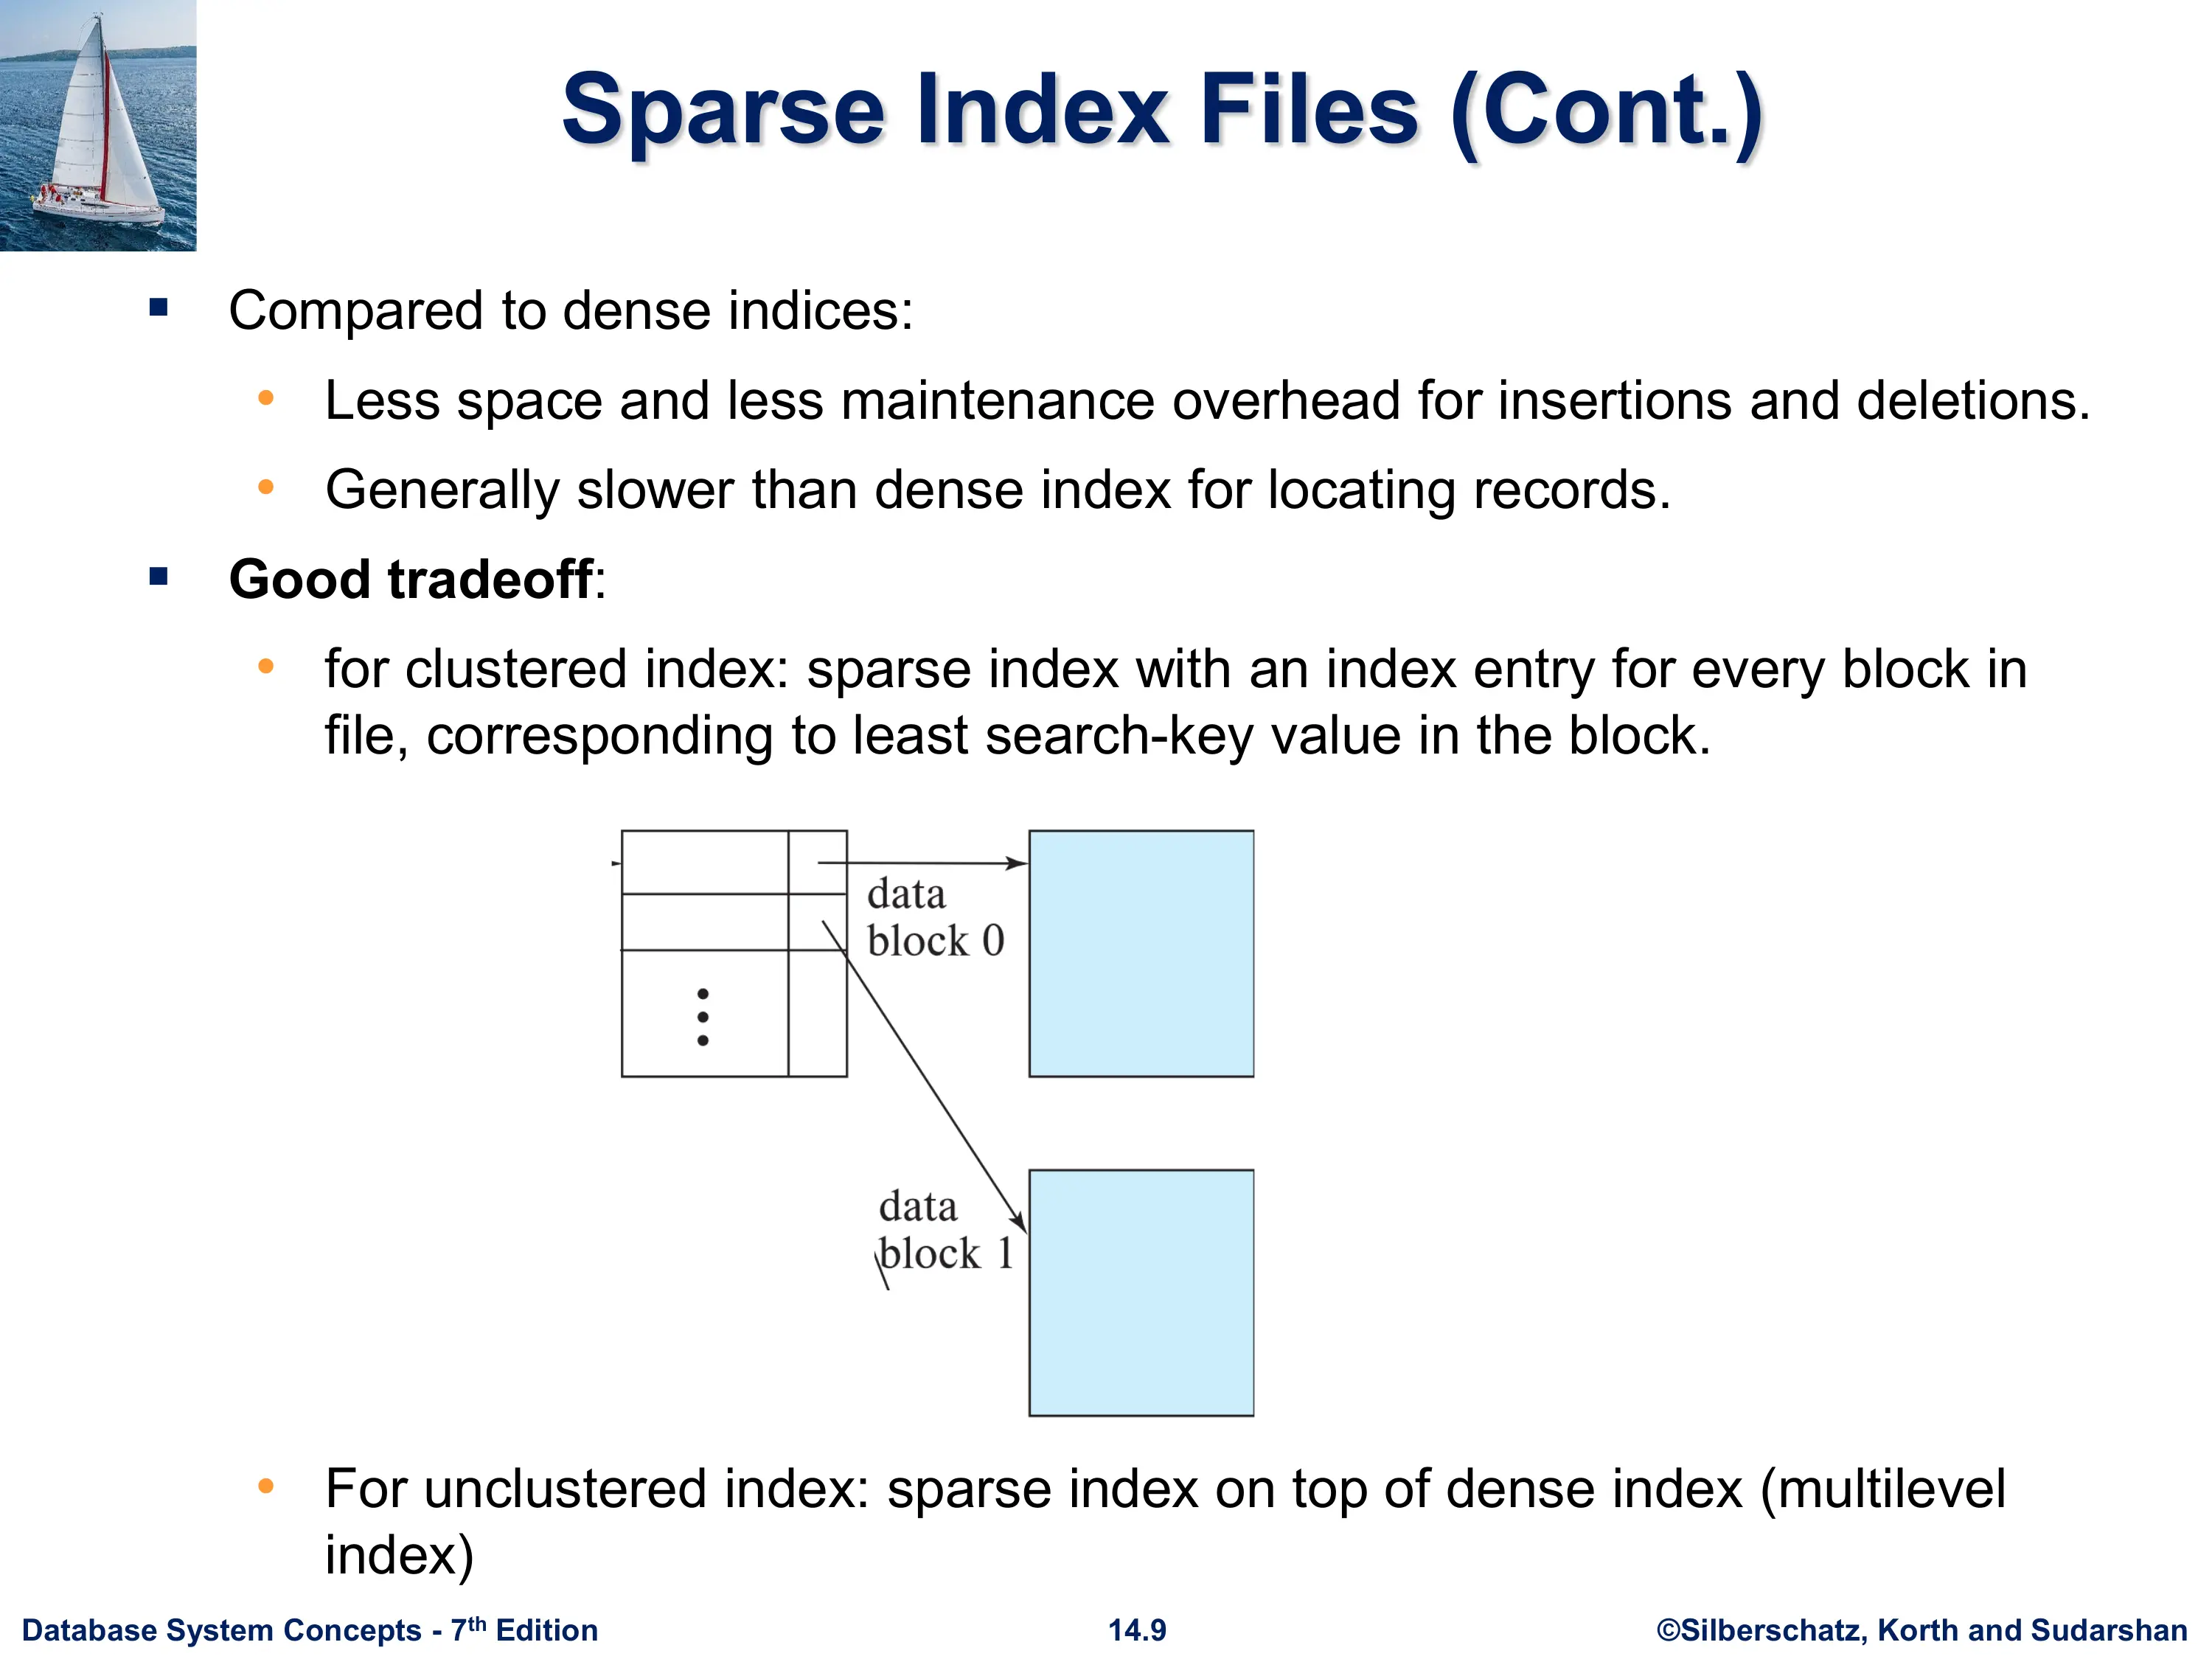 Sparse Index Files (Cont.)
▪ Compared to dense indices:
• Less space and less maintenance overhead for insertions and deletions.
• Generally slower than dense index for locating records.
▪ Good tradeoff:
• for clustered index: sparse index with an index entry for every block in
file, corresponding to least search-key value in the block.
data
block 0
data
block 1
• For unclustered index: sparse index on top of dense index (multilevel
index)
Database System Concepts - 7th Edition
14.9
©Silberschatz, Korth and Sudarshan